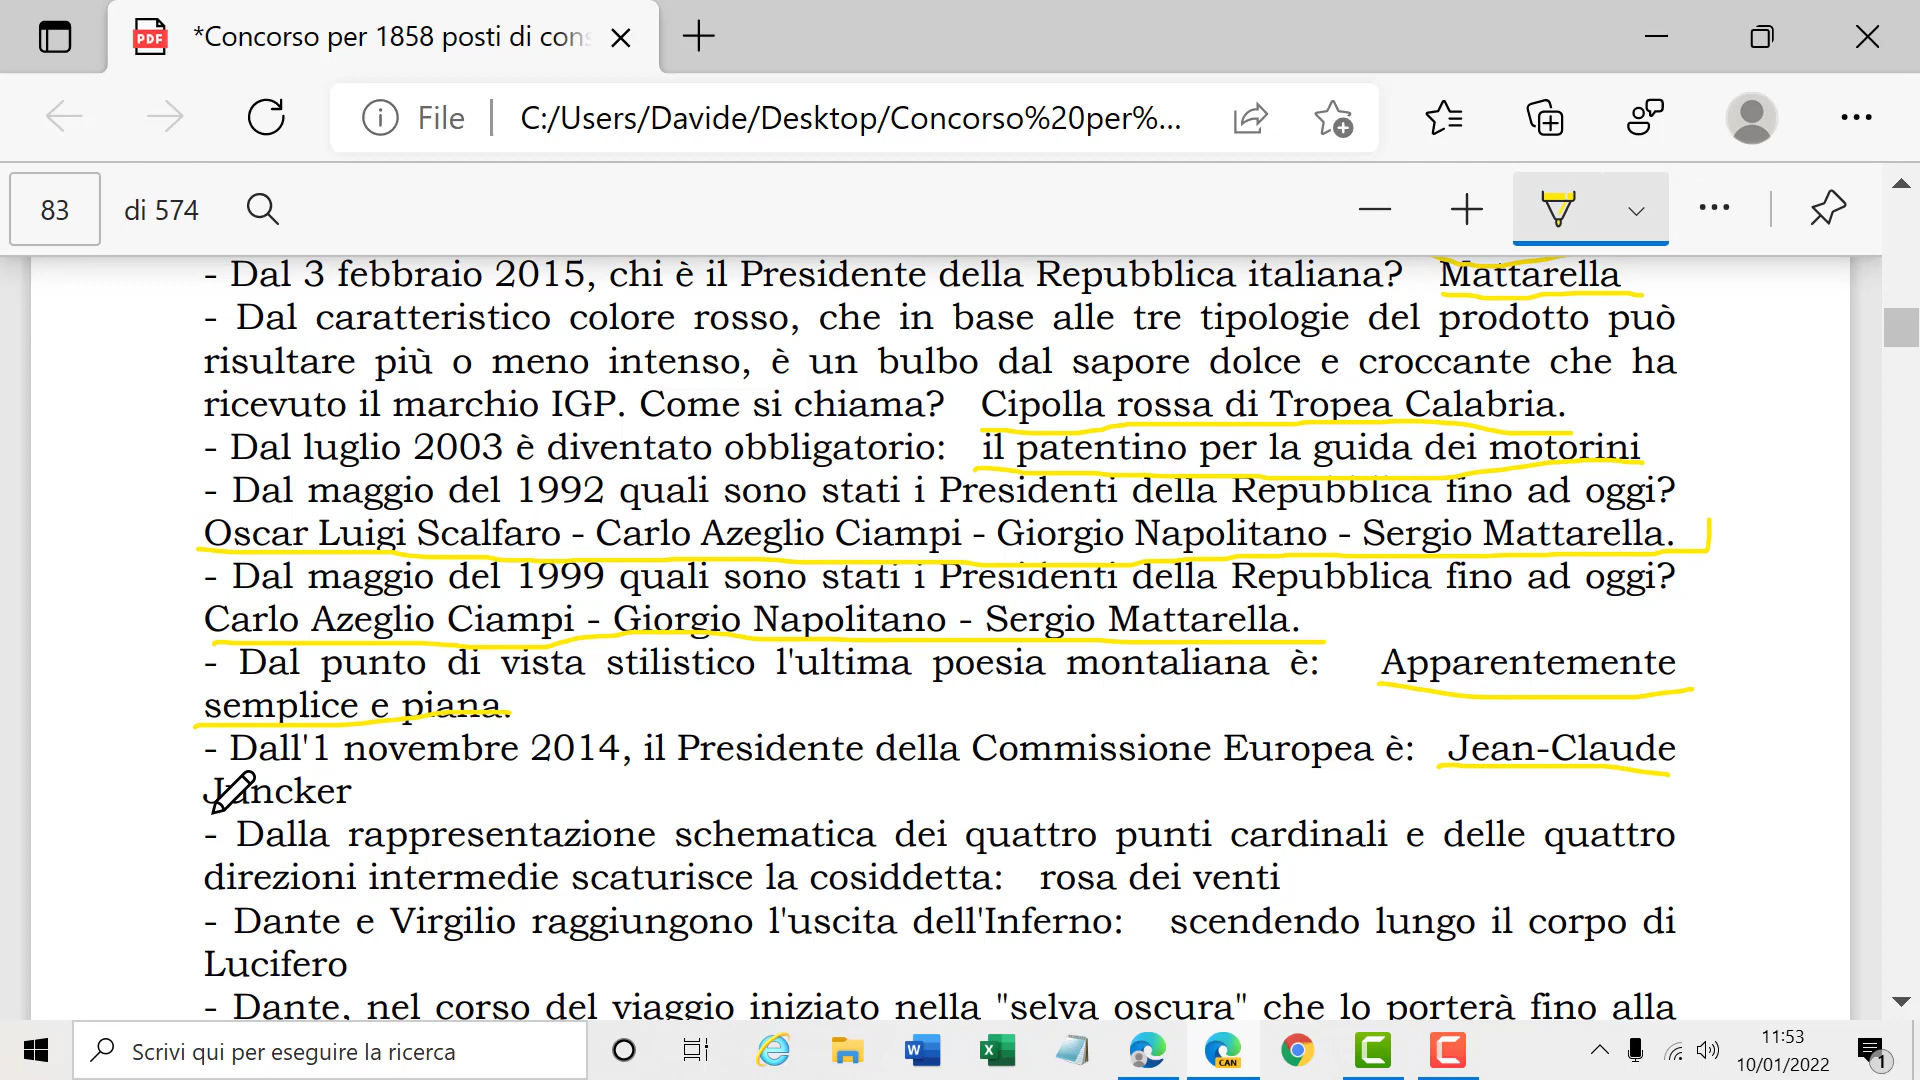 *Concorso per 1858 posti di cons
File
C:/Users/Davide/Desktop/Concorso%20per%...
83 di 574
- Dal 3 febbraio 2015, chi è il Presidente della Repubblica italiana? Mattarella
- Dal caratteristico colore rosso, che in base alle tre tipologie del prodotto può
risultare più o meno intenso, è un bulbo dal sapore dolce e croccante che ha
ricevuto il marchio IGP. Come si chiama? Cipolla rossa di Tropea Calabria.
- Dal luglio 2003 è diventato obbligatorio: il patentino per la guida dei motorini
- Dal maggio del 1992 quali sono stati i Presidenti della Repubblica fino ad oggi?
Oscar Luigi Scalfaro - Carlo Azeglio Ciampi - Giorgio Napolitano - Sergio Mattarella.
- Dal maggio del 1999 quali sono stati i Presidenti della Repubblica fino ad oggi?
Carlo Azeglio Ciampi - Giorgio Napolitano - Sergio Mattarella.
- Dal punto di vista stilistico l'ultima poesia montaliana è: Apparentemente
semplice e piana.
- Dall'1 novembre 2014, il Presidente della Commissione Europea è: Jean-Claude
Juncker
- Dalla rappresentazione schematica dei quattro punti cardinali e delle quattro
direzioni intermedie scaturisce la cosiddetta: rosa dei venti
- Dante e Virgilio raggiungono l'uscita dell'Inferno: scendendo lungo il corpo di
Lucifero
- Dante, nel corso del viaggio iniziato nella "selva oscura" che lo porterà fino alla
Scrivi qui per eseguire la ricerca
11:53
10/01/2022
1
PDF
CAN